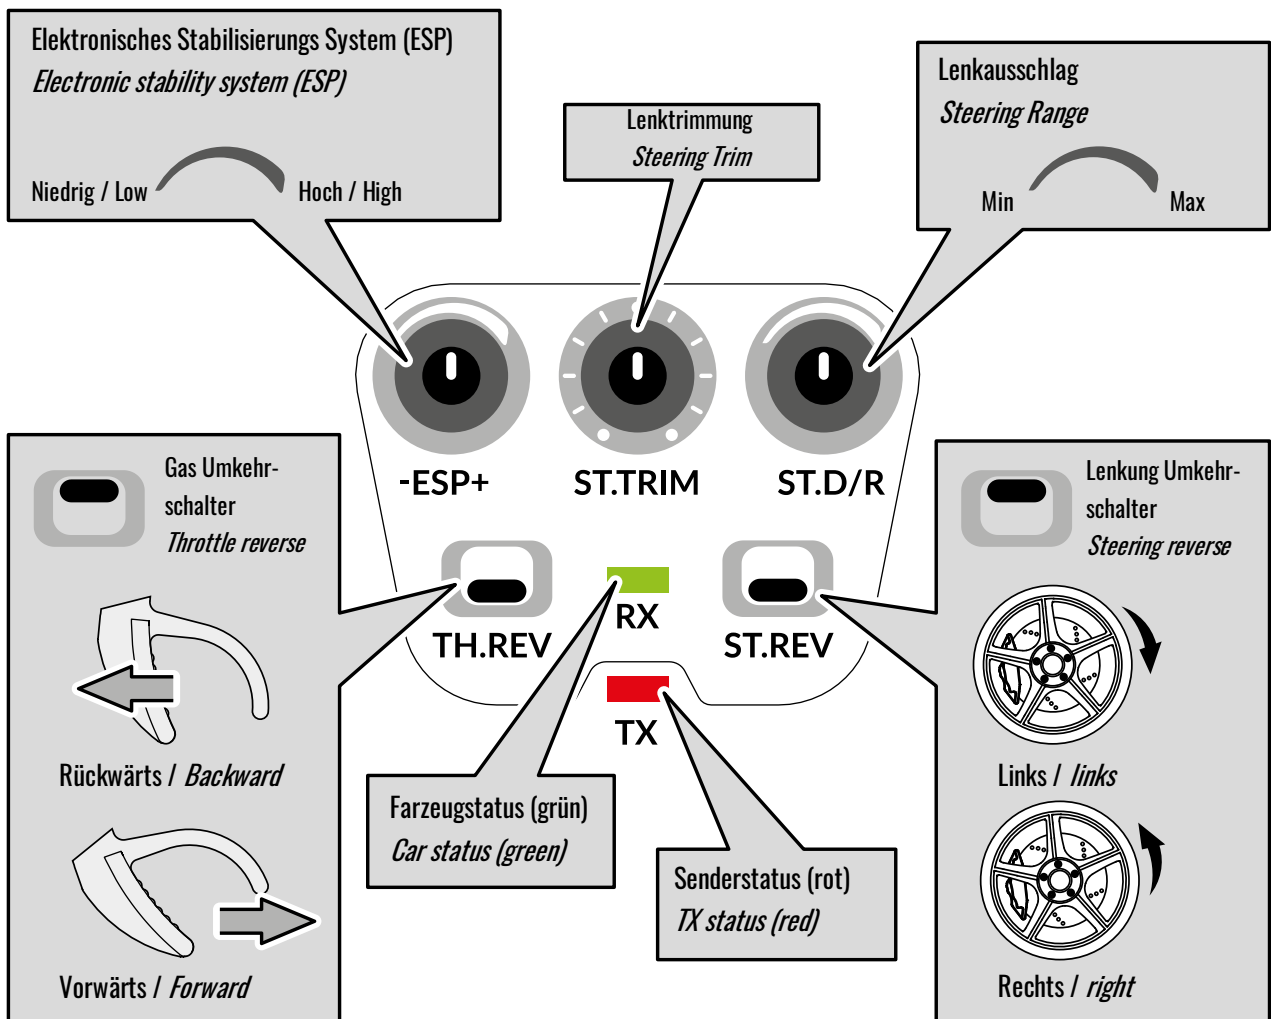 Elektronisches Stabilisierungs System (ESP)
Electronic stability system (ESP)
Niedrig / Low
Hoch / High
Lenktrimmung
Steering Trim
Lenkausschlag
Steering Range
Min
Max
-ESP+
ST.TRIM
ST.D/R
Gas Umkehr-
schalter
Throttle reverse
Rückwärts / Backward
Vorwärts / Forward
TH.REV
RX
ST.REV
TX
Farzeugstatus (grün)
Car status (green)
Senderstatus (rot)
TX status (red)
Lenkung Umkehr-
schalter
Steering reverse
Links / links
Rechts / right